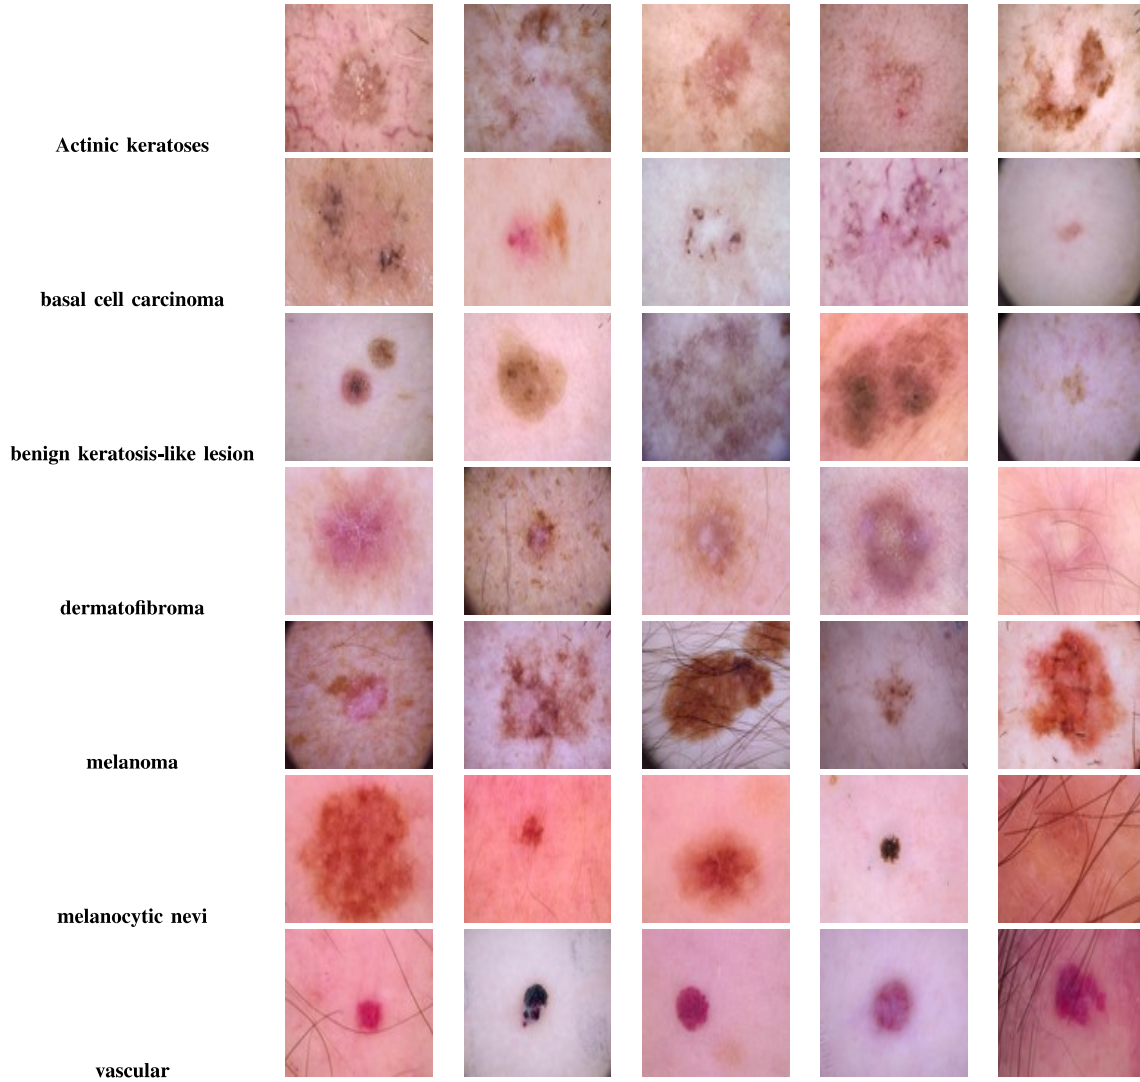 Actinic keratoses
basal cell carcinoma
benign keratosis-like lesion
dermatofibroma
melanoma
melanocytic nevi
vascular